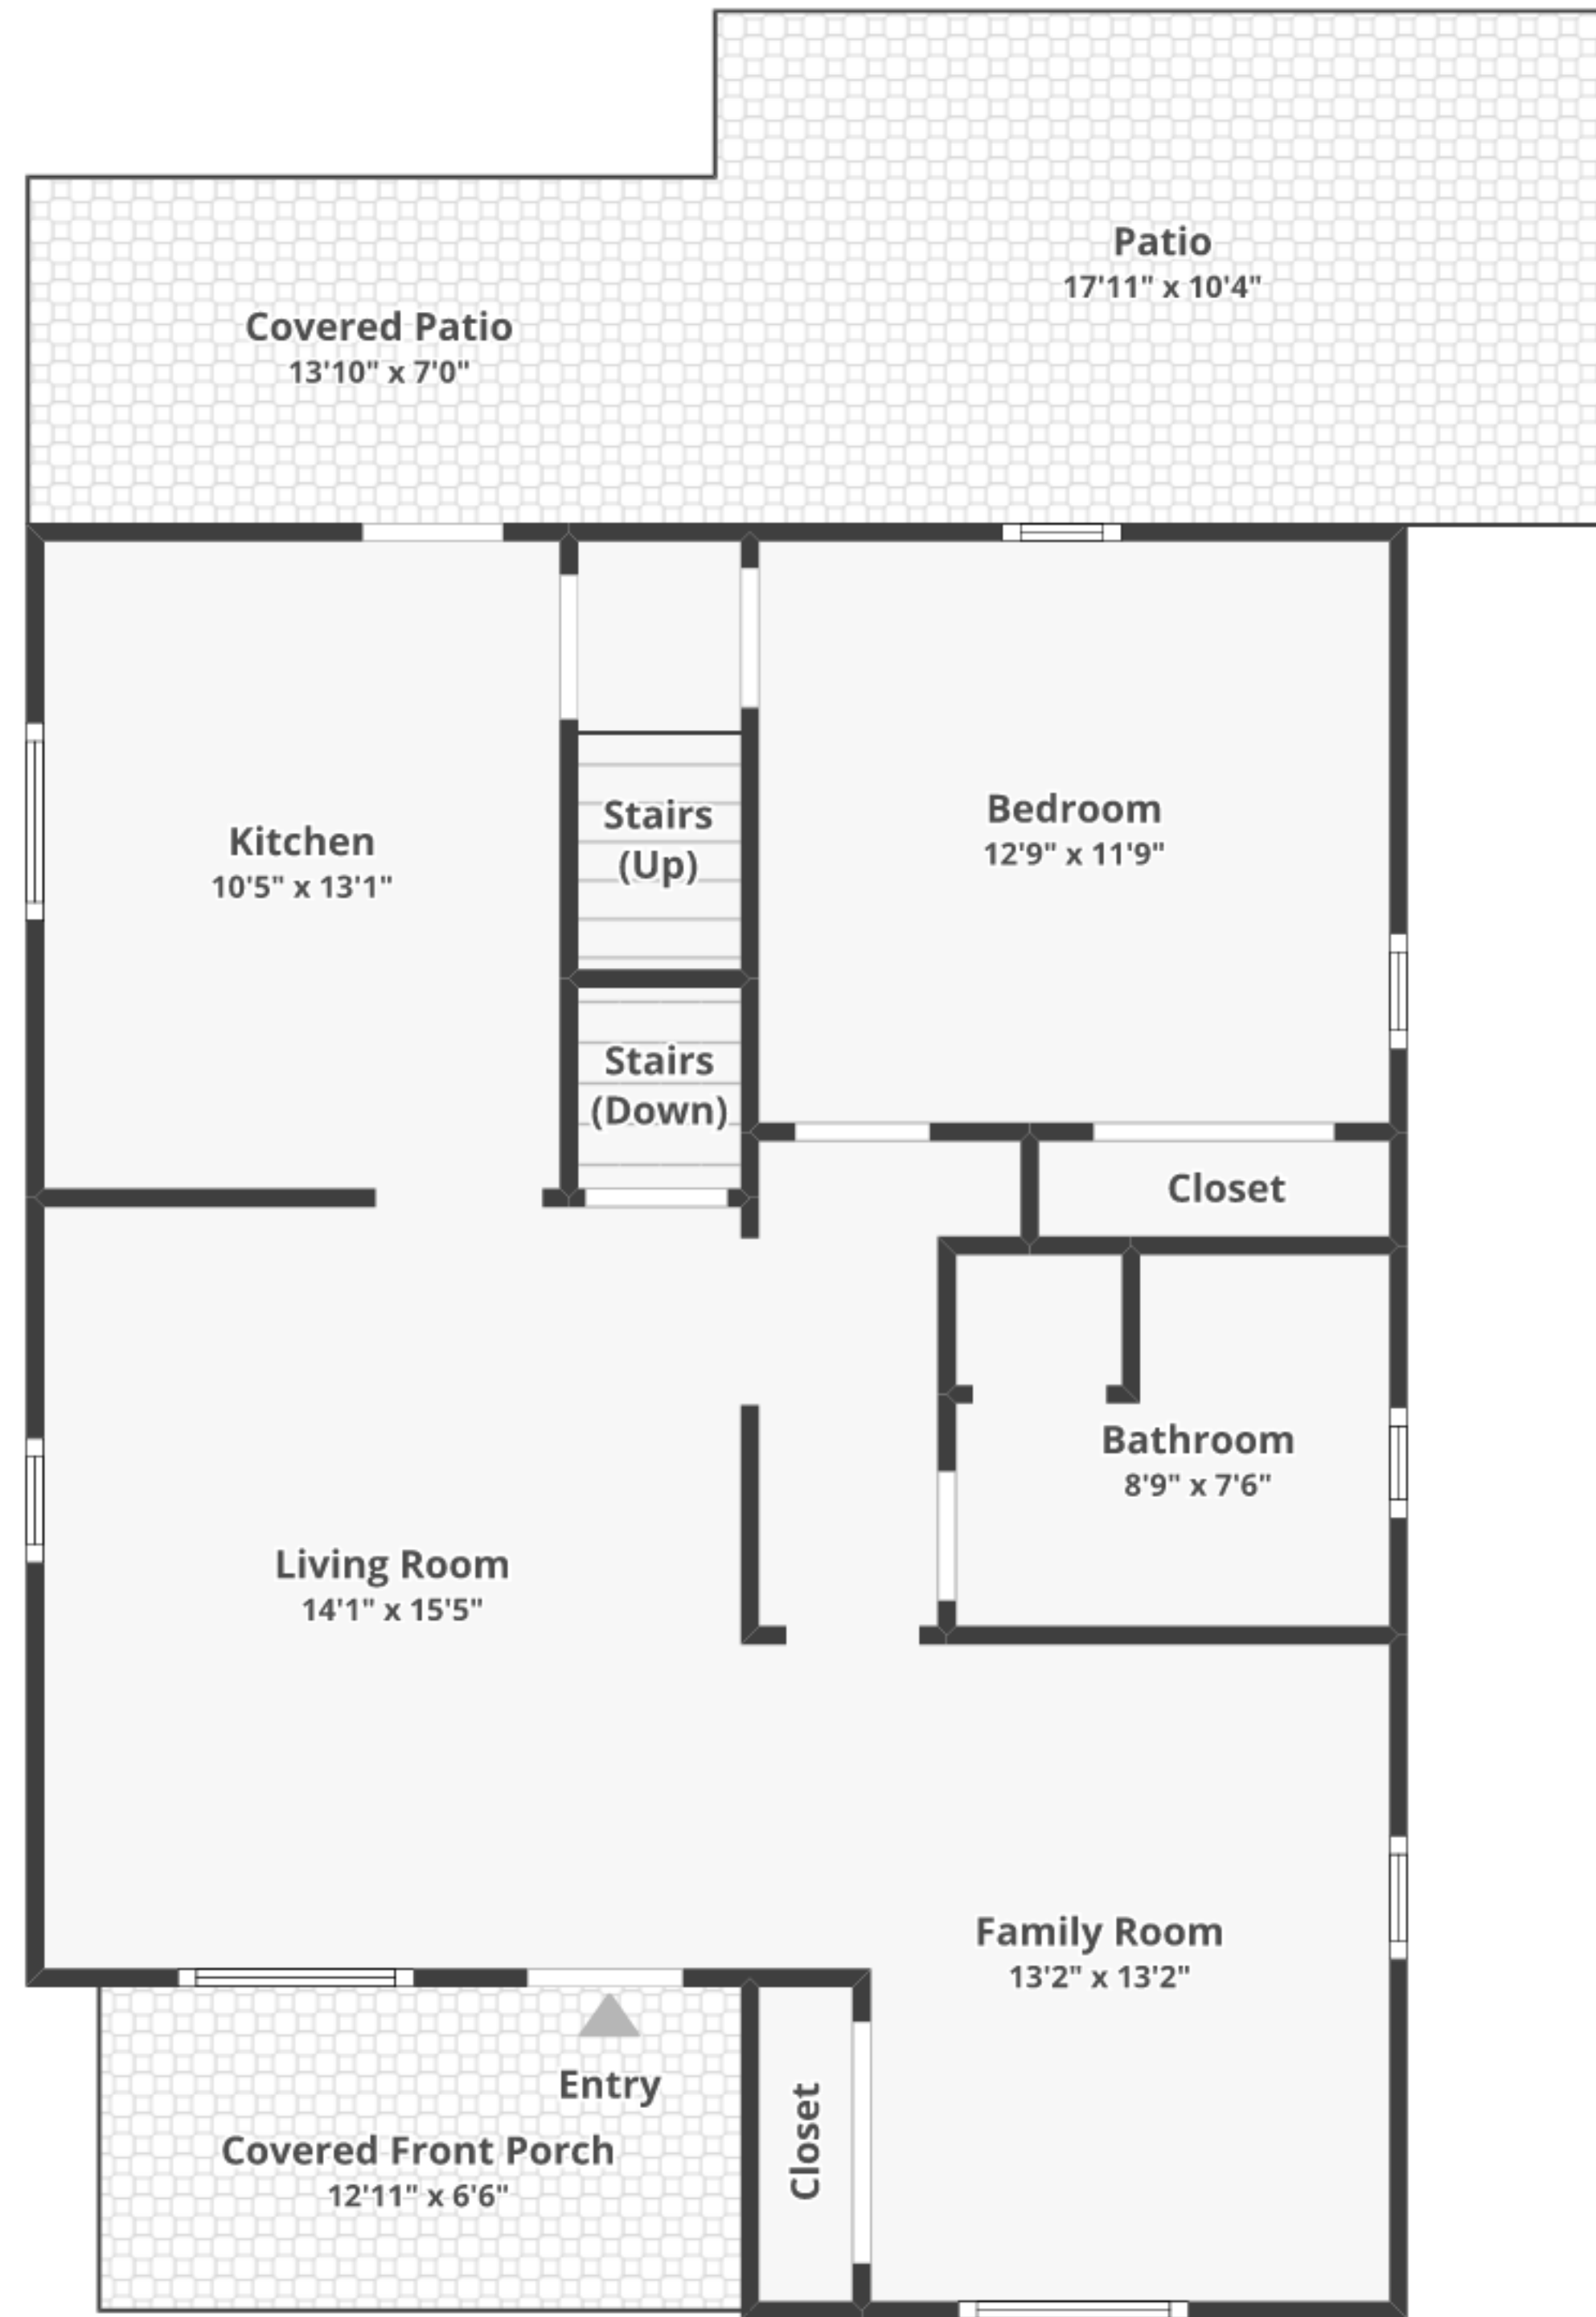 Patio
17'11" x 10'4"
Covered Patio
13'10" x 7'0"
Kitchen
10'5" x 13'1"
Stairs
(Up)
Bedroom
12'9" x 11'9"
Stairs
(Down)
Closet
Bathroom
8'9" x 7'6"
Living Room
14'1" x 15'5"
Family Room
13'2" x 13'2"
Entry
Covered Front Porch
12'11" x 6'6"
Closet